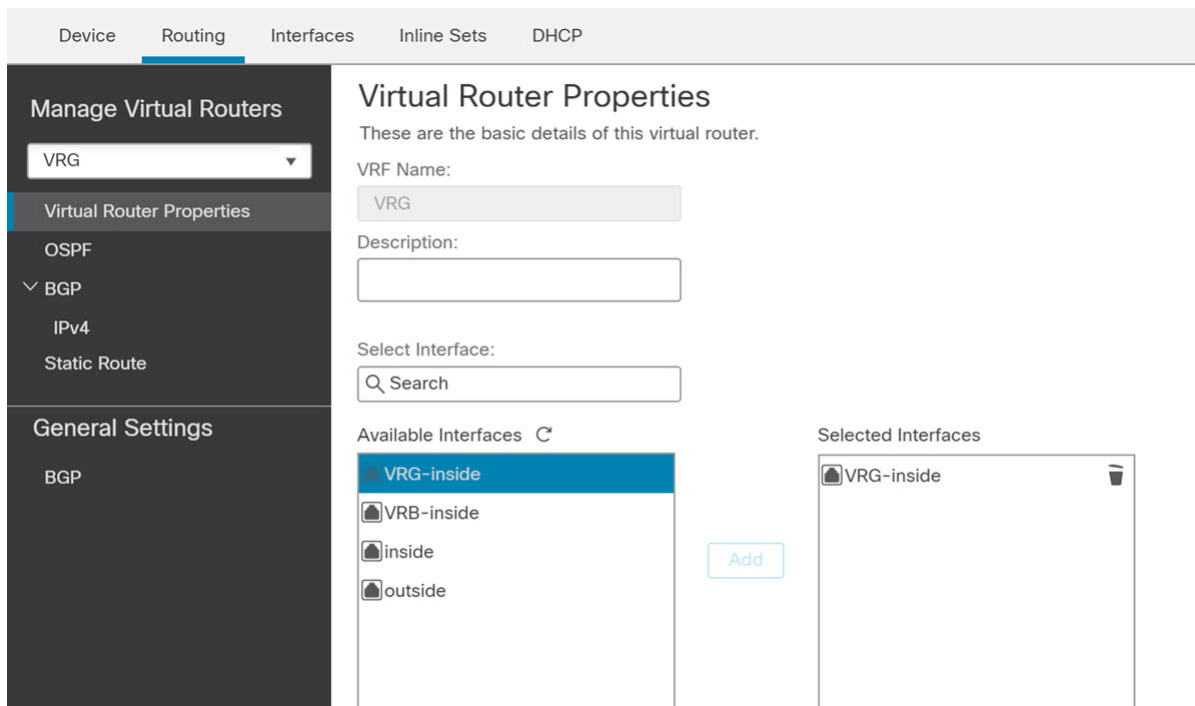 Device Routing Interfaces Inline Sets DHCP
Manage Virtual Routers
VRG
Virtual Router Properties
OSPF
BGP
IPv4
Static Route
General Settings
BGP
Virtual Router Properties
These are the basic details of this virtual router.
VRF Name:
VRG
Description:
Select Interface:
Search
Available Interfaces
VRG-inside
VRB-inside
inside
outside
Add
Selected Interfaces
VRG-inside